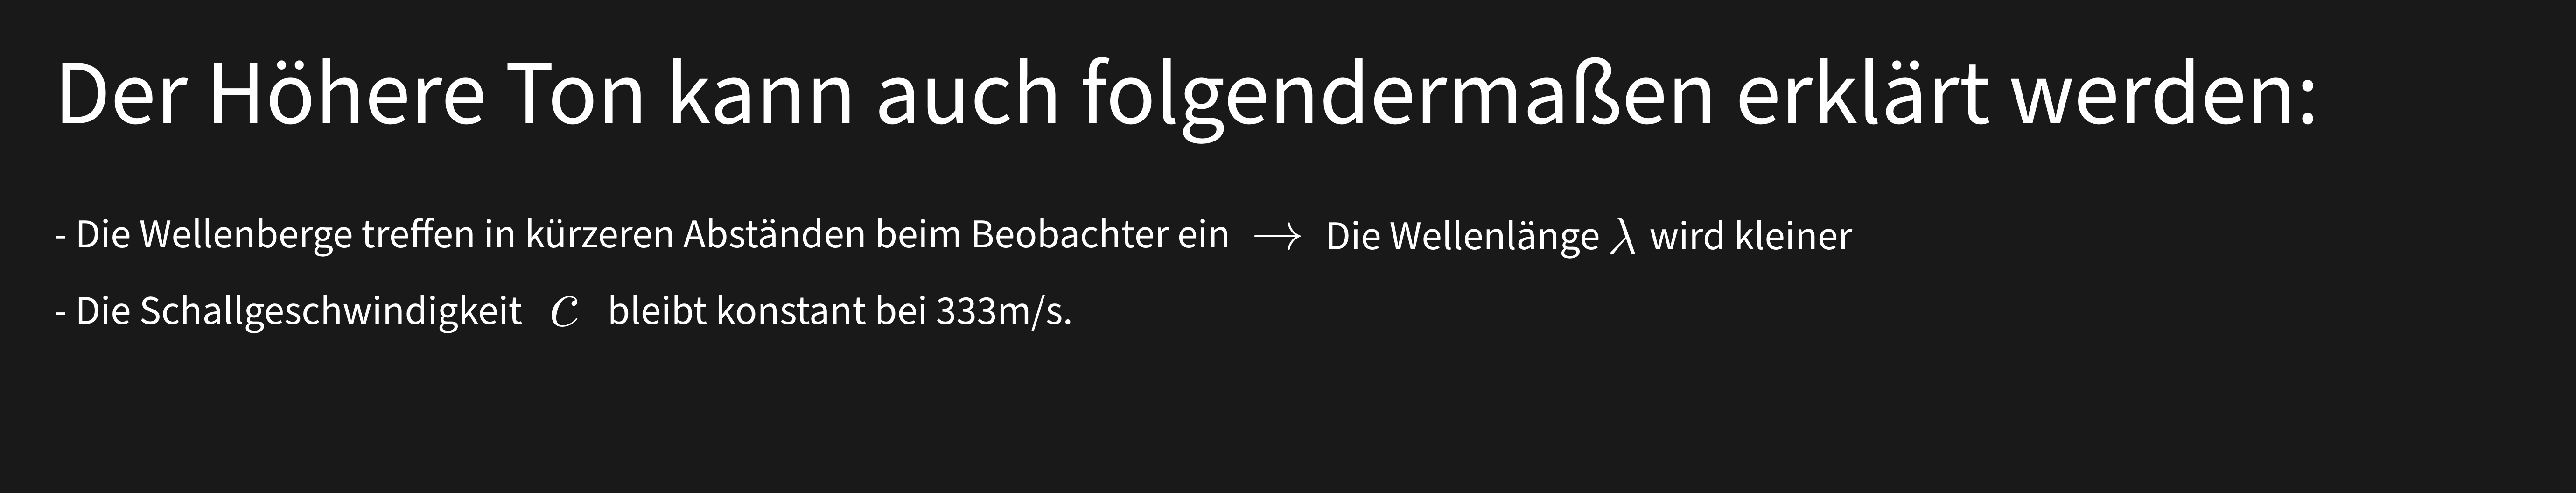 Der Höhere Ton kann auch folgendermaßen erklärt werden:
- Die Wellenberge treffen in kürzeren Abständen beim Beobachter ein → Die Wellenlänge λ wird kleiner
- Die Schallgeschwindigkeit c bleibt konstant bei 333m/s.